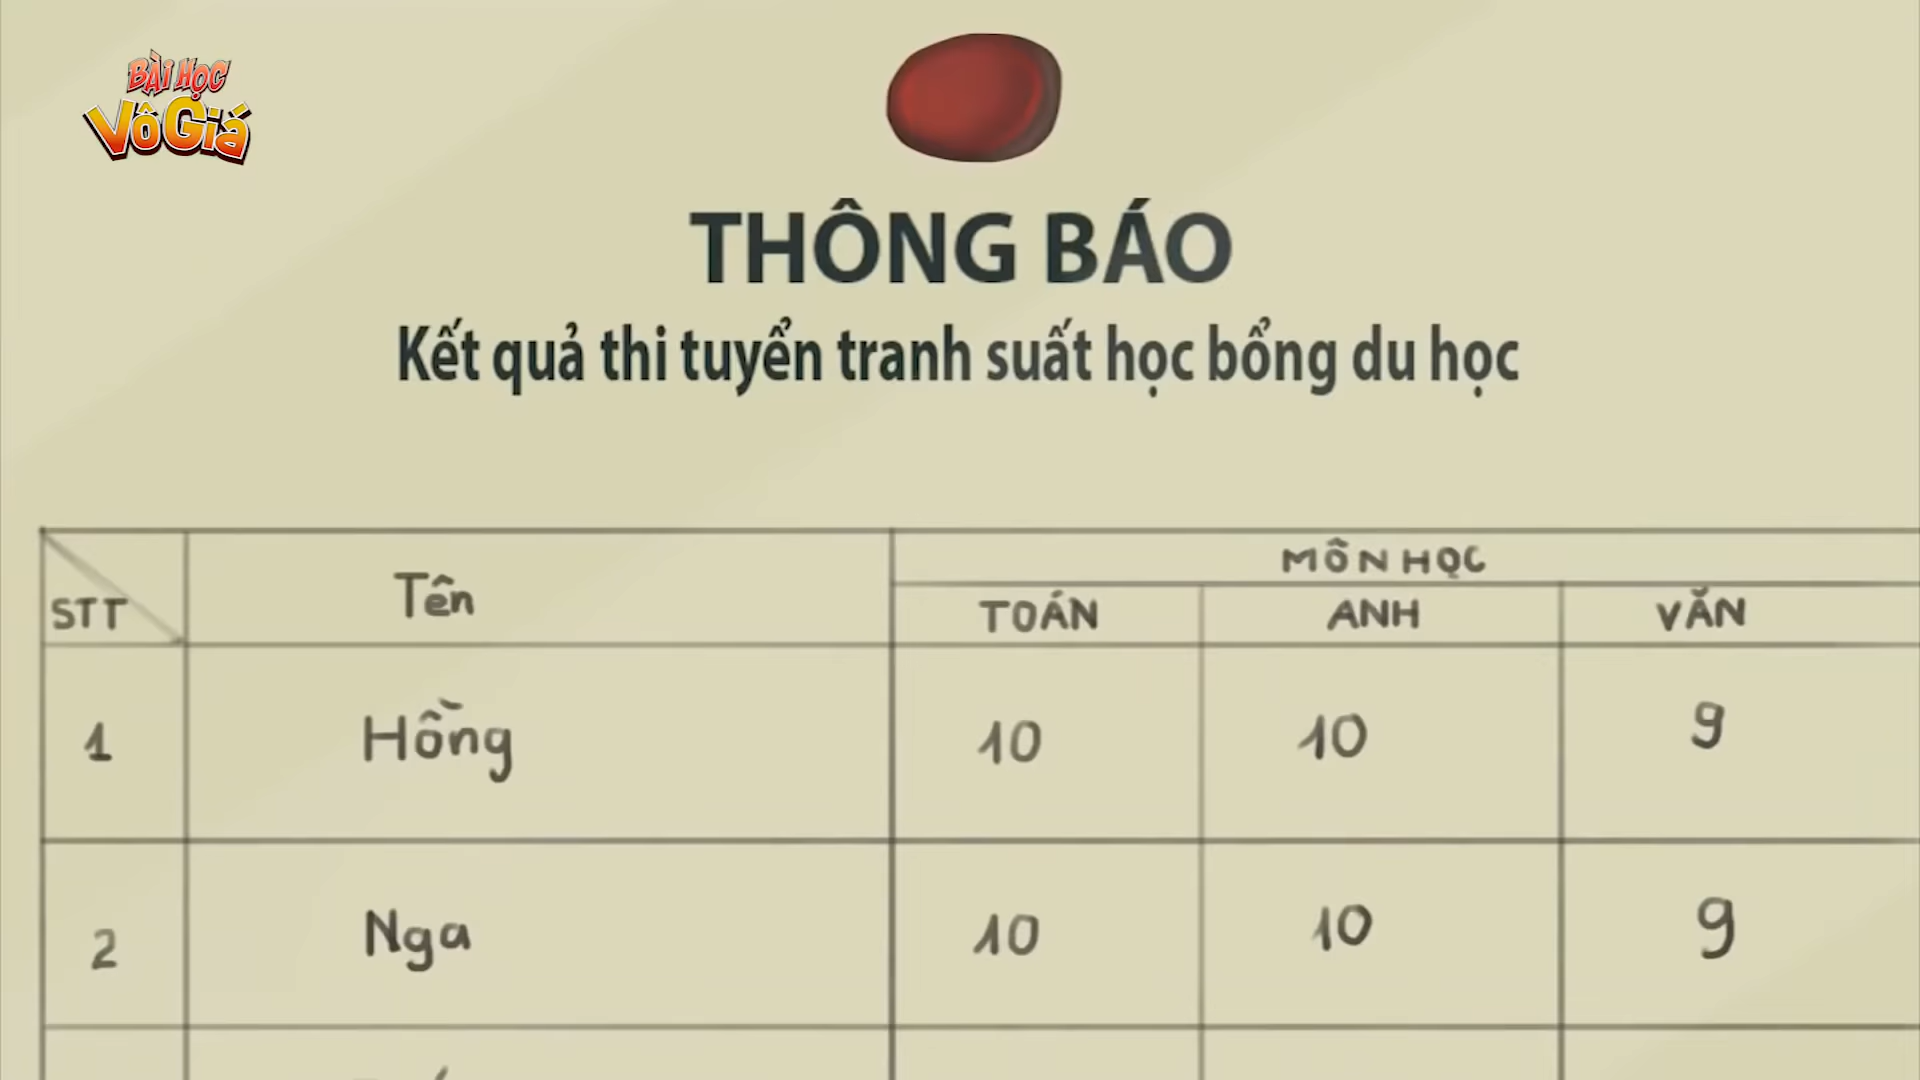 BÀI HỌC
VÔ GIÁ
THÔNG BÁO
Kết quả thi tuyển tranh suất học bổng du học
STT Tên MÔN HỌC
TOÁN ANH VĂN
1 Hồng 10 10 9
2 Nga 10 10 9